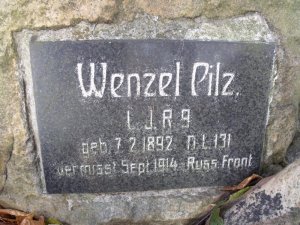 Wenzel Pilz.
L.J.R 9
geb. 7.2.1892 N.L.131
vermisst Sept.1914. Russ.Front